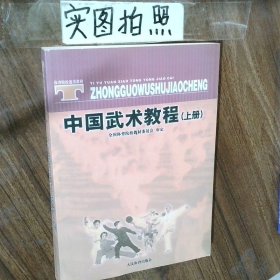 实图拍照
体育院校通用教材
TI YU YUAN XIAO TONG YONG JIAO CAI
ZHONGGUOWUSHUJIAOCHENG
中国武术教程(上册)
全国体育院校教材委员会 审定
人民体育出版社